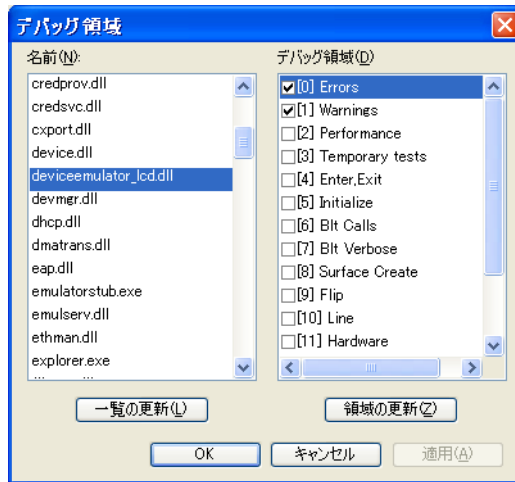 デバッグ領域
名前(N):
credprov.dll
credsvc.dll
cxport.dll
device.dll
deviceemulator_lcd.dll
devmgr.dll
dhcp.dll
dmatrans.dll
eap.dll
emulatorstub.exe
emulserv.dll
ethman.dll
explorer.exe
一覧の更新(L)
デバッグ領域(D)
[0] Errors
[1] Warnings
[2] Performance
[3] Temporary tests
[4] Enter,Exit
[5] Initialize
[6] Blt Calls
[7] Blt Verbose
[8] Surface Create
[9] Flip
[10] Line
[11] Hardware
領域の更新(Z)
OK
キャンセル
適用(A)